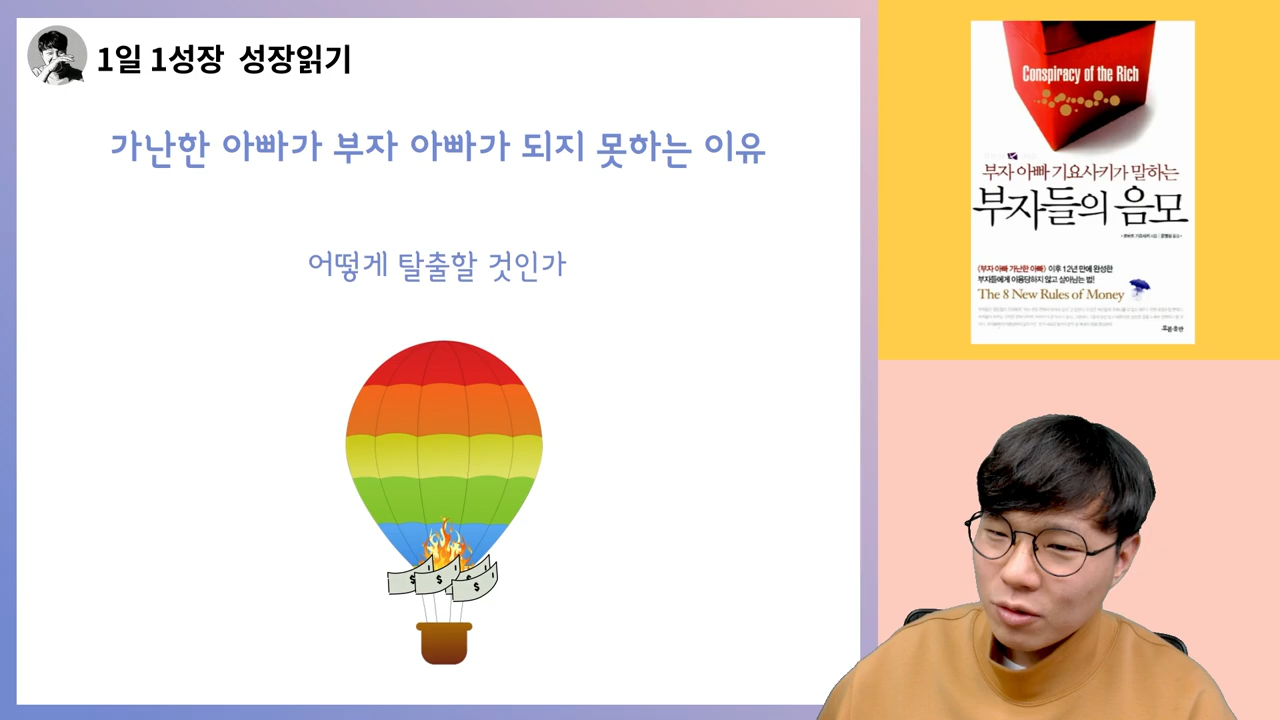 1일 1성장 성장읽기
가난한 아빠가 부자 아빠가 되지 못하는 이유
어떻게 탈출할 것인가
$ $ $
Conspiracy of the Rich
부자 아빠 기요사키가 말하는
부자들의 음모
〈부자 아빠 가난한 아빠〉 이후 12년 만에 완성한
부자들에게 이용당하지 않고 살아남는 법!
The 8 New Rules of Money